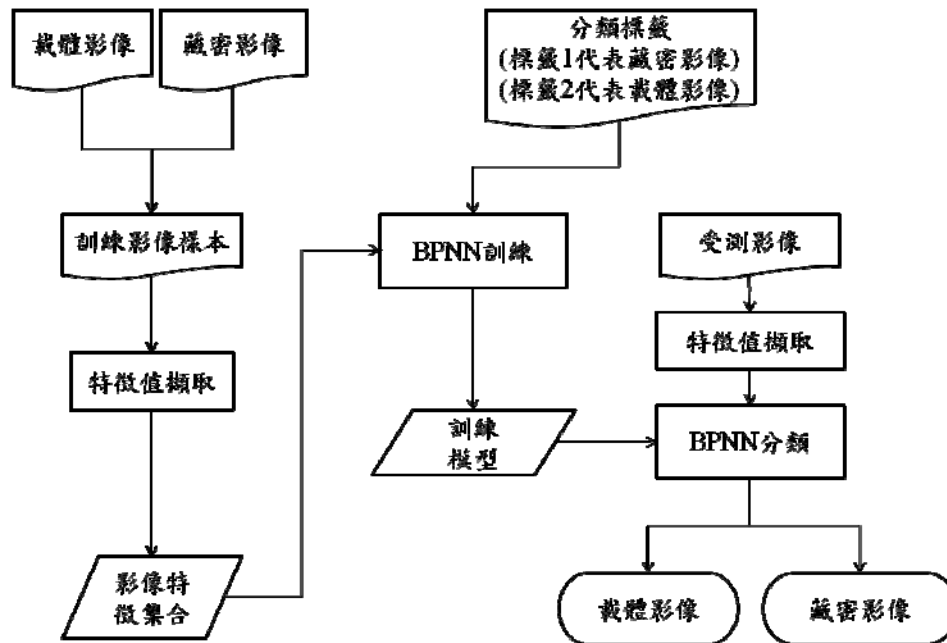 載體影像
藏密影像
分類標籤
(標籤1代表藏密影像)
(標籤2代表載體影像)
訓練影像樣本
BPNN訓練
受測影像
特徵值擷取
特徵值擷取
訓練
模型
BPNN分類
影像特
徵集合
載體影像
藏密影像